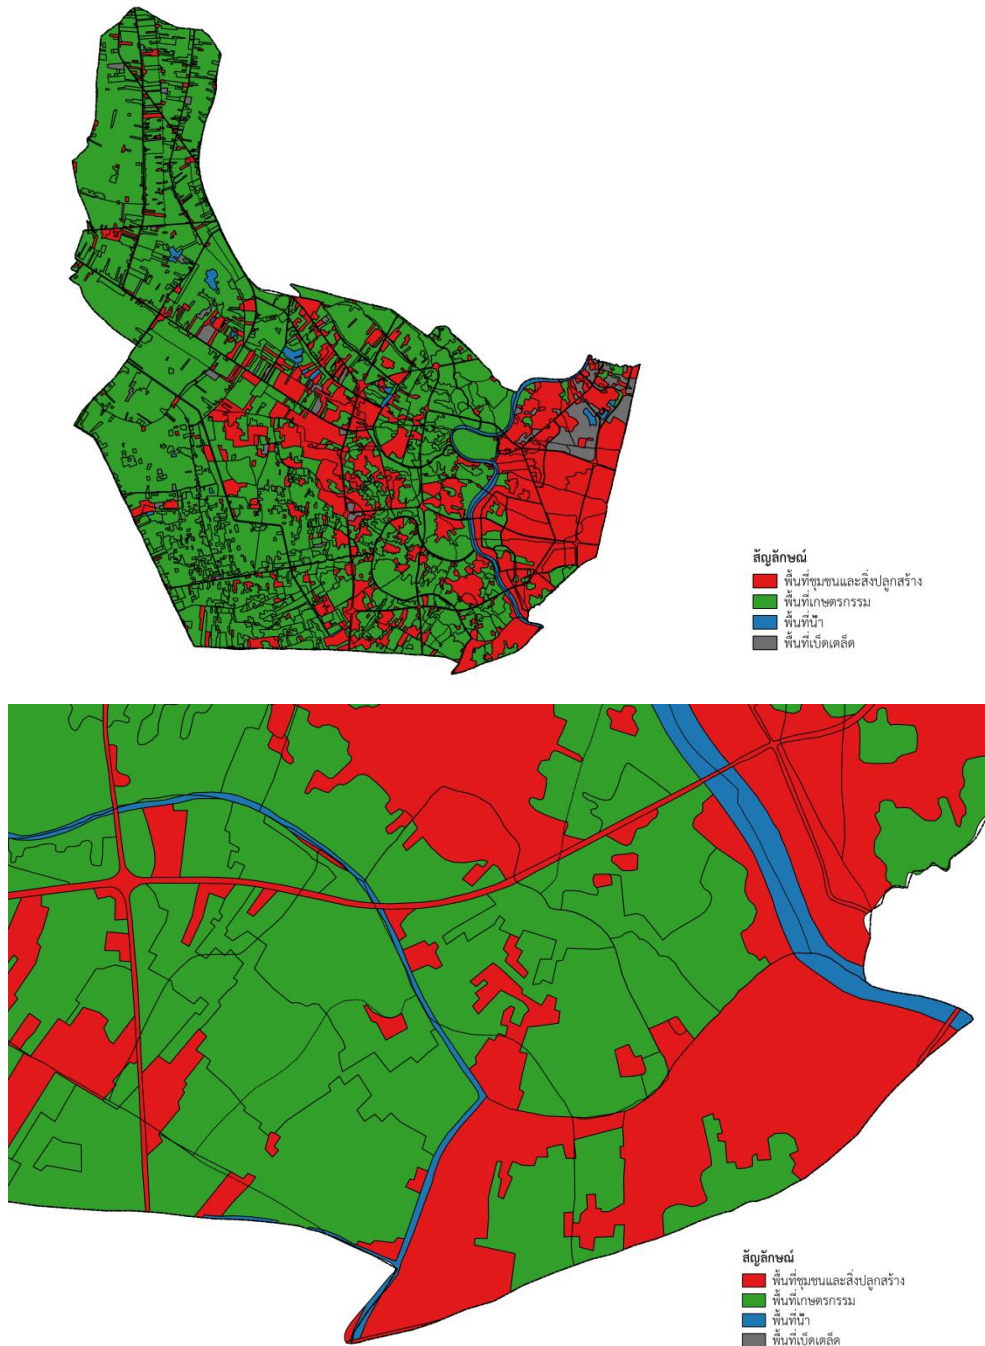 สัญลักษณ์
พื้นที่ชุมชนและสิ่งปลูกสร้าง
พื้นที่เกษตรกรรม
พื้นที่น้ำ
พื้นที่เบ็ดเตล็ด
สัญลักษณ์
พื้นที่ชุมชนและสิ่งปลูกสร้าง
พื้นที่เกษตรกรรม
พื้นที่น้ำ
พื้นที่เบ็ดเตล็ด